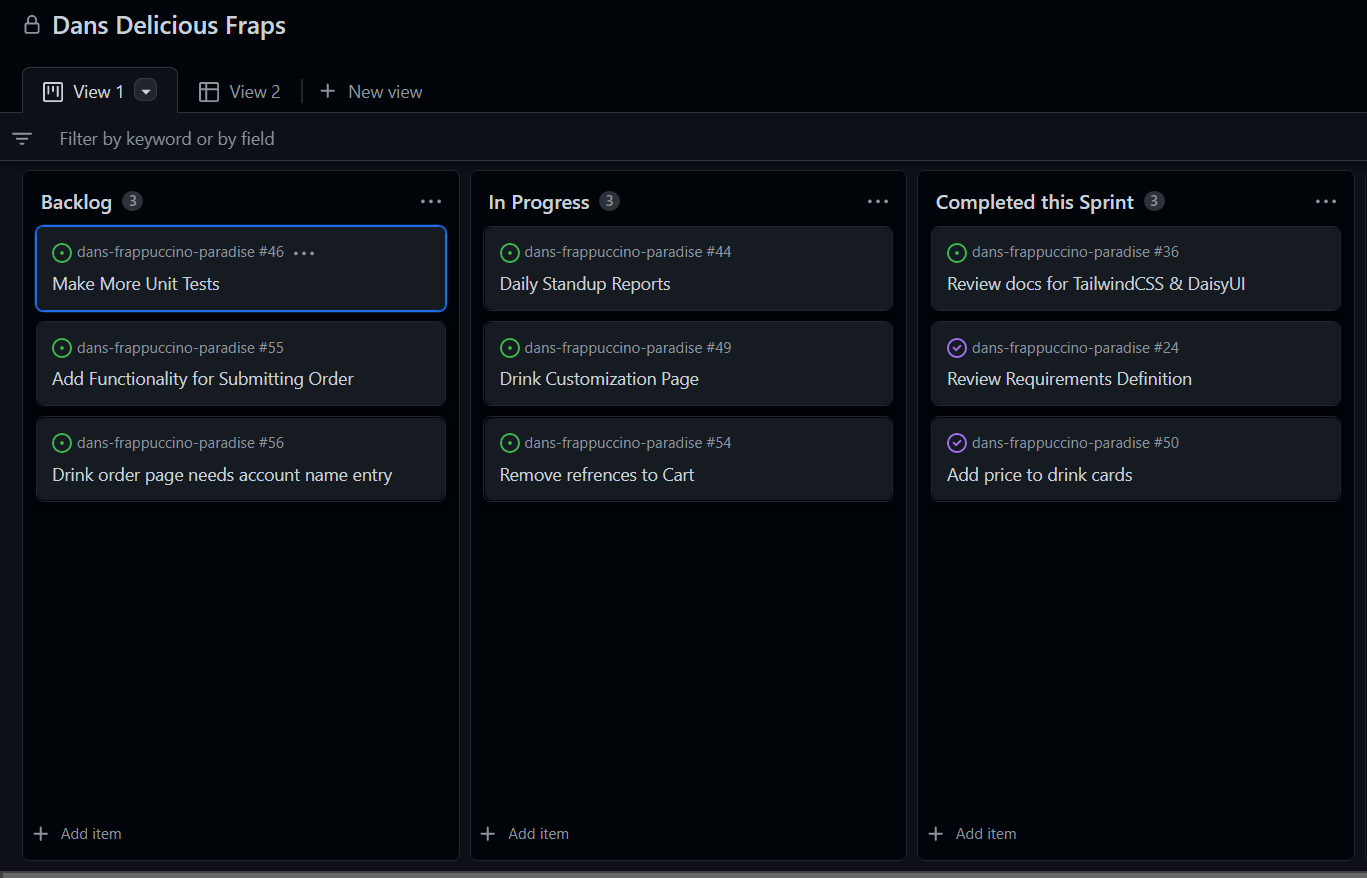 Dans Delicious Fraps
View 1
View 2
New view
Filter by keyword or by field
Backlog 3
dans-frappuccino-paradise #46
Make More Unit Tests
dans-frappuccino-paradise #55
Add Functionality for Submitting Order
dans-frappuccino-paradise #56
Drink order page needs account name entry
Add item
In Progress 3
dans-frappuccino-paradise #44
Daily Standup Reports
dans-frappuccino-paradise #49
Drink Customization Page
dans-frappuccino-paradise #54
Remove refrences to Cart
Add item
Completed this Sprint 3
dans-frappuccino-paradise #36
Review docs for TailwindCSS & DaisyUI
dans-frappuccino-paradise #24
Review Requirements Definition
dans-frappuccino-paradise #50
Add price to drink cards
Add item